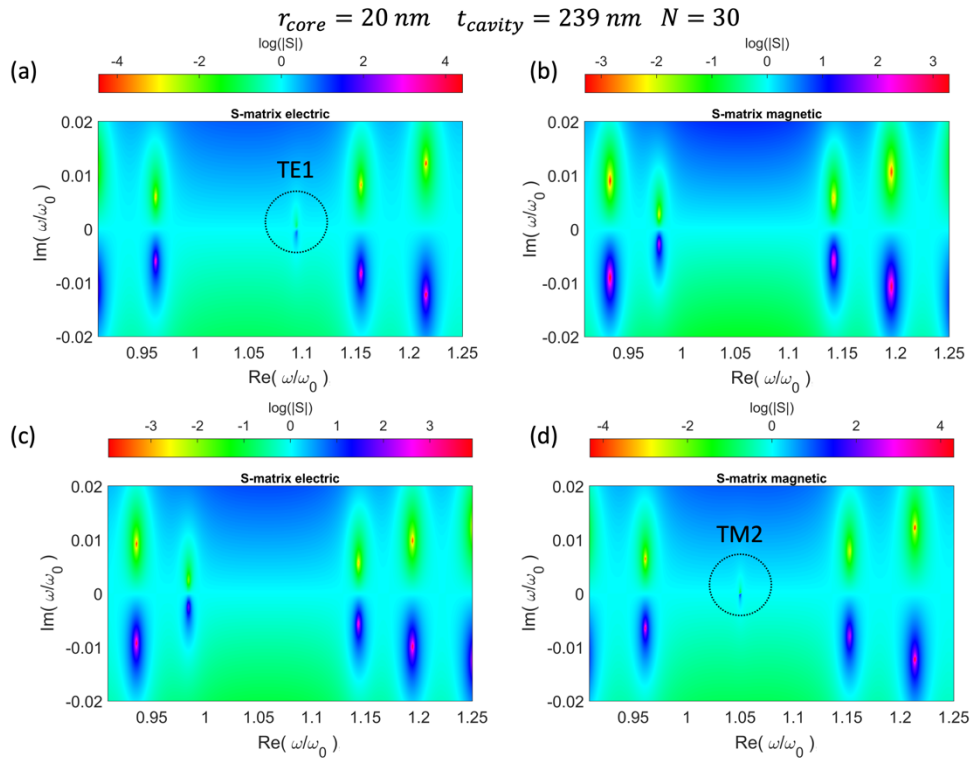 r_core = 20 nm t_cavity = 239 nm N = 30
(a)
log(|S|)
-4 -2 0 2 4
S-matrix electric
TE1
0.02
0.01
0
-0.01
-0.02
Im( ω/ω_0 )
0.95 1 1.05 1.1 1.15 1.2 1.25
Re( ω/ω_0 )
(b)
log(|S|)
-3 -2 -1 0 1 2 3
S-matrix magnetic
0.02
0.01
0
-0.01
-0.02
Im( ω/ω_0 )
0.95 1 1.05 1.1 1.15 1.2 1.25
Re( ω/ω_0 )
(c)
log(|S|)
-3 -2 -1 0 1 2 3
S-matrix electric
0.02
0.01
0
-0.01
-0.02
Im( ω/ω_0 )
0.95 1 1.05 1.1 1.15 1.2 1.25
Re( ω/ω_0 )
(d)
log(|S|)
-4 -2 0 2 4
S-matrix magnetic
TM2
0.02
0.01
0
-0.01
-0.02
Im( ω/ω_0 )
0.95 1 1.05 1.1 1.15 1.2 1.25
Re( ω/ω_0 )